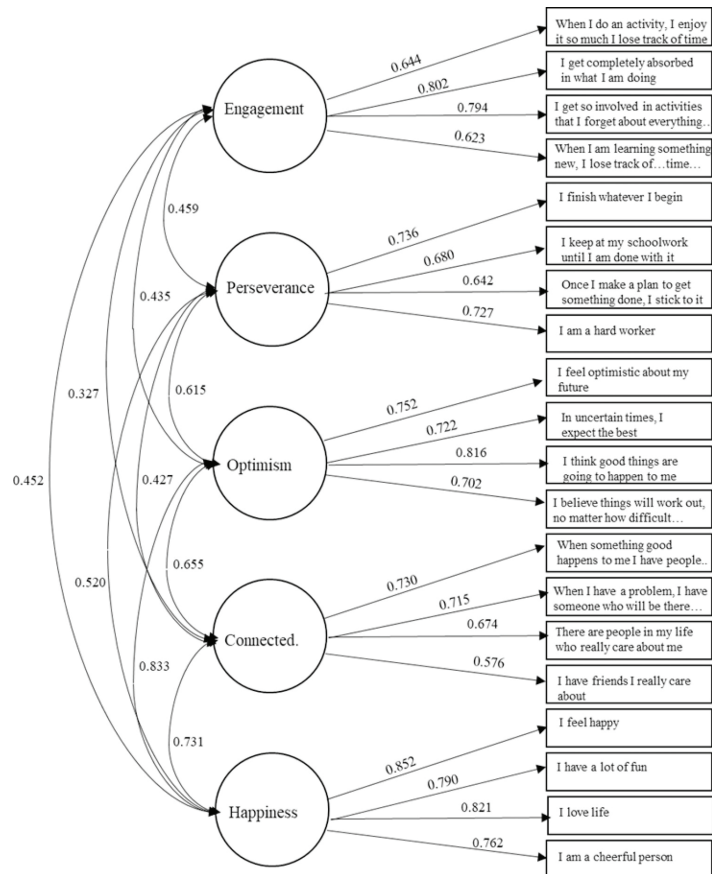 When I do an activity, I enjoy
it so much I lose track of time
0.644
I get completely absorbed
in what I am doing
0.802
Engagement
0.794
I get so involved in activities
that I forget about everything…
0.623
When I am learning something
new, I lose track of…time…
0.459
I finish whatever I begin
0.736
I keep at my schoolwork
until I am done with it
0.680
Perseverance
0.642
Once I make a plan to get
something done, I stick to it
0.435
0.727
I am a hard worker
0.615
I feel optimistic about my
future
0.327
0.752
In uncertain times, I
expect the best
0.722
Optimism
0.816
I think good things are
going to happen to me
0.427
0.452
0.702
I believe things will work out,
no matter how difficult…
0.655
When something good
happens to me I have people..
0.520
0.730
When I have a problem, I have
someone who will be there…
0.715
Connected.
0.674
There are people in my life
who really care about me
0.833
0.576
I have friends I really care
about
0.731
I feel happy
0.852
I have a lot of fun
0.790
Happiness
0.821
I love life
0.762
I am a cheerful person